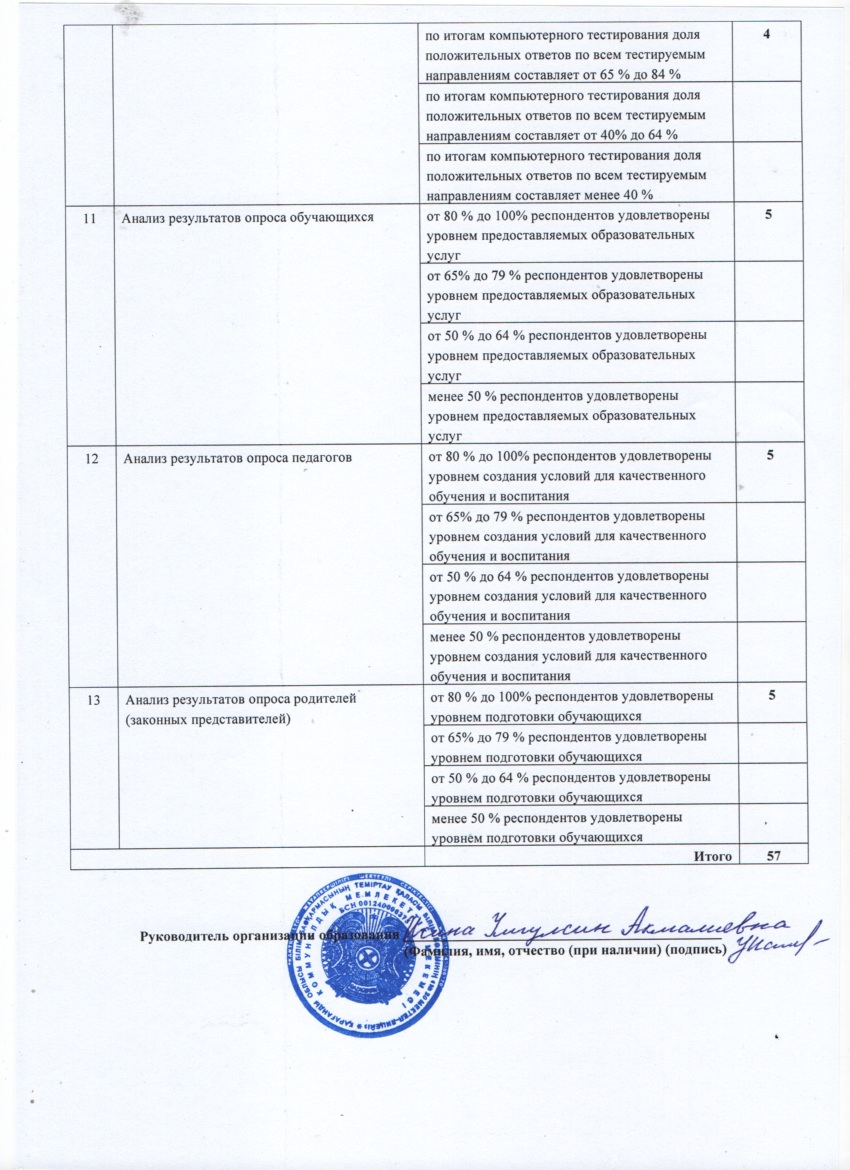 по итогам компьютерного тестирования доля
положительных ответов по всем тестируемым
направлениям составляет от 65 % до 84 %
4
по итогам компьютерного тестирования доля
положительных ответов по всем тестируемым
направлениям составляет от 40% до 64 %
по итогам компьютерного тестирования доля
положительных ответов по всем тестируемым
направлениям составляет менее 40 %
11
Анализ результатов опроса обучающихся
от 80 % до 100% респондентов удовлетворены
уровнем предоставляемых образовательных
услуг
5
от 65% до 79 % респондентов удовлетворены
уровнем предоставляемых образовательных
услуг
от 50 % до 64 % респондентов удовлетворены
уровнем предоставляемых образовательных
услуг
менее 50 % респондентов удовлетворены
уровнем предоставляемых образовательных
услуг
12
Анализ результатов опроса педагогов
от 80 % до 100% респондентов удовлетворены
уровнем создания условий для качественного
обучения и воспитания
5
от 65% до 79 % респондентов удовлетворены
уровнем создания условий для качественного
обучения и воспитания
от 50 % до 64 % респондентов удовлетворены
уровнем создания условий для качественного
обучения и воспитания
менее 50 % респондентов удовлетворены
уровнем создания условий для качественного
обучения и воспитания
13
Анализ результатов опроса родителей
(законных представителей)
от 80 % до 100% респондентов удовлетворены
уровнем подготовки обучающихся
5
от 65% до 79 % респондентов удовлетворены
уровнем подготовки обучающихся
от 50 % до 64 % респондентов удовлетворены
уровнем подготовки обучающихся
менее 50 % респондентов удовлетворены
уровнем подготовки обучающихся
Итого 57
Руководитель организации образования Акмалиевна
(Фамилия, имя, отчество (при наличии) (подпись)
ҚАРАҒАНДЫ ОБЛЫСЫ БІЛІМ БАСҚАРМАСЫНЫҢ ТЕМІРТАУ ҚАЛАСЫ
КОММУНАЛДЫҚ МЕМЛЕКЕТТІК МЕКЕМЕСІ